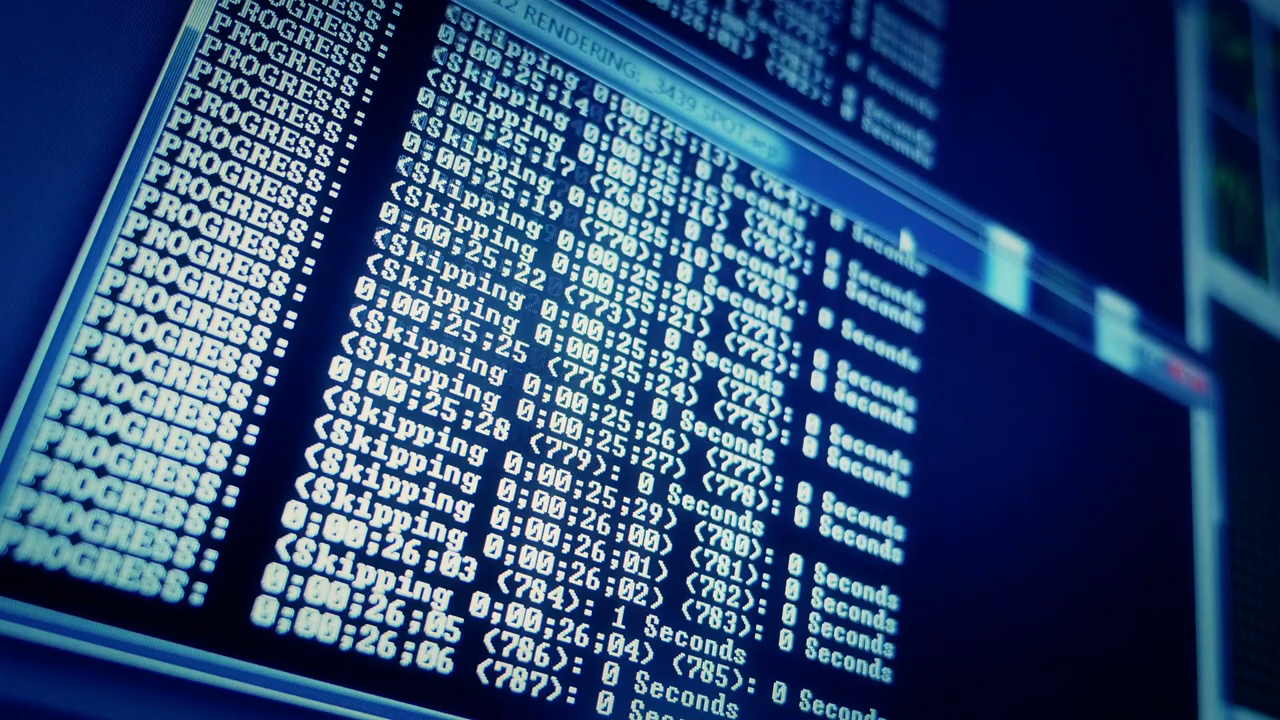 12 RENDERING: _3439 SPOT.aep
PROGRESS: (Skipping 0;00;25;13) (764): 0 Seconds
PROGRESS: 0;00;25;14 (765): 0 Seconds
PROGRESS: (Skipping 0;00;25;15) (766): 0 Seconds
PROGRESS: (Skipping 0;00;25;16) (767): 0 Seconds
PROGRESS: 0;00;25;17 (768): 0 Seconds
PROGRESS: (Skipping 0;00;25;18) (769): 0 Seconds
PROGRESS: 0;00;25;19 (770): 0 Seconds
PROGRESS: (Skipping 0;00;25;20) (771): 0 Seconds
PROGRESS: (Skipping 0;00;25;21) (772): 0 Seconds
PROGRESS: 0;00;25;22 (773): 0 Seconds
PROGRESS: (Skipping 0;00;25;23) (774): 0 Seconds
PROGRESS: (Skipping 0;00;25;24) (775): 0 Seconds
PROGRESS: 0;00;25;25 (776): 0 Seconds
PROGRESS: (Skipping 0;00;25;26) (777): 0 Seconds
PROGRESS: (Skipping 0;00;25;27) (778): 0 Seconds
PROGRESS: 0;00;25;28 (779): 0 Seconds
PROGRESS: (Skipping 0;00;25;29) (780): 0 Seconds
PROGRESS: (Skipping 0;00;26;00) (781): 0 Seconds
PROGRESS: (Skipping 0;00;26;01) (782): 0 Seconds
PROGRESS: (Skipping 0;00;26;02) (783): 0 Seconds
PROGRESS: 0;00;26;03 (784): 1 Seconds
PROGRESS: (Skipping 0;00;26;04) (785): 0 Seconds
PROGRESS: 0;00;26;05 (786): 0 Seconds
PROGRESS: 0;00;26;06 (787): 0 Seconds